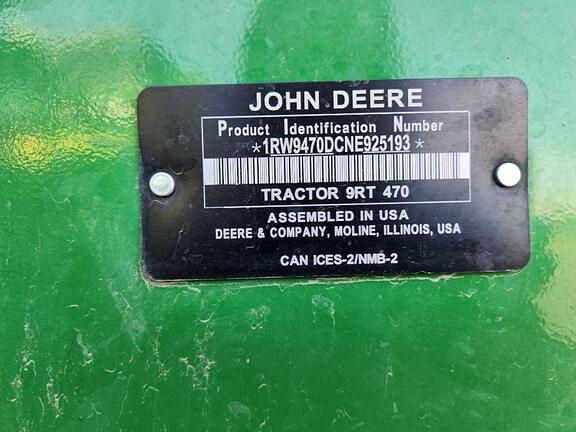 JOHN DEERE
Product Identification Number
*1RW9470DCNE925193*
TRACTOR 9RT 470
ASSEMBLED IN USA
DEERE & COMPANY, MOLINE, ILLINOIS, USA
CAN ICES-2/NMB-2